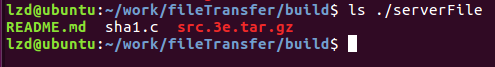 lzd@ubuntu:~/work/fileTransfer/build$ ls ./serverFile
README.md sha1.c src.3e.tar.gz
lzd@ubuntu:~/work/fileTransfer/build$